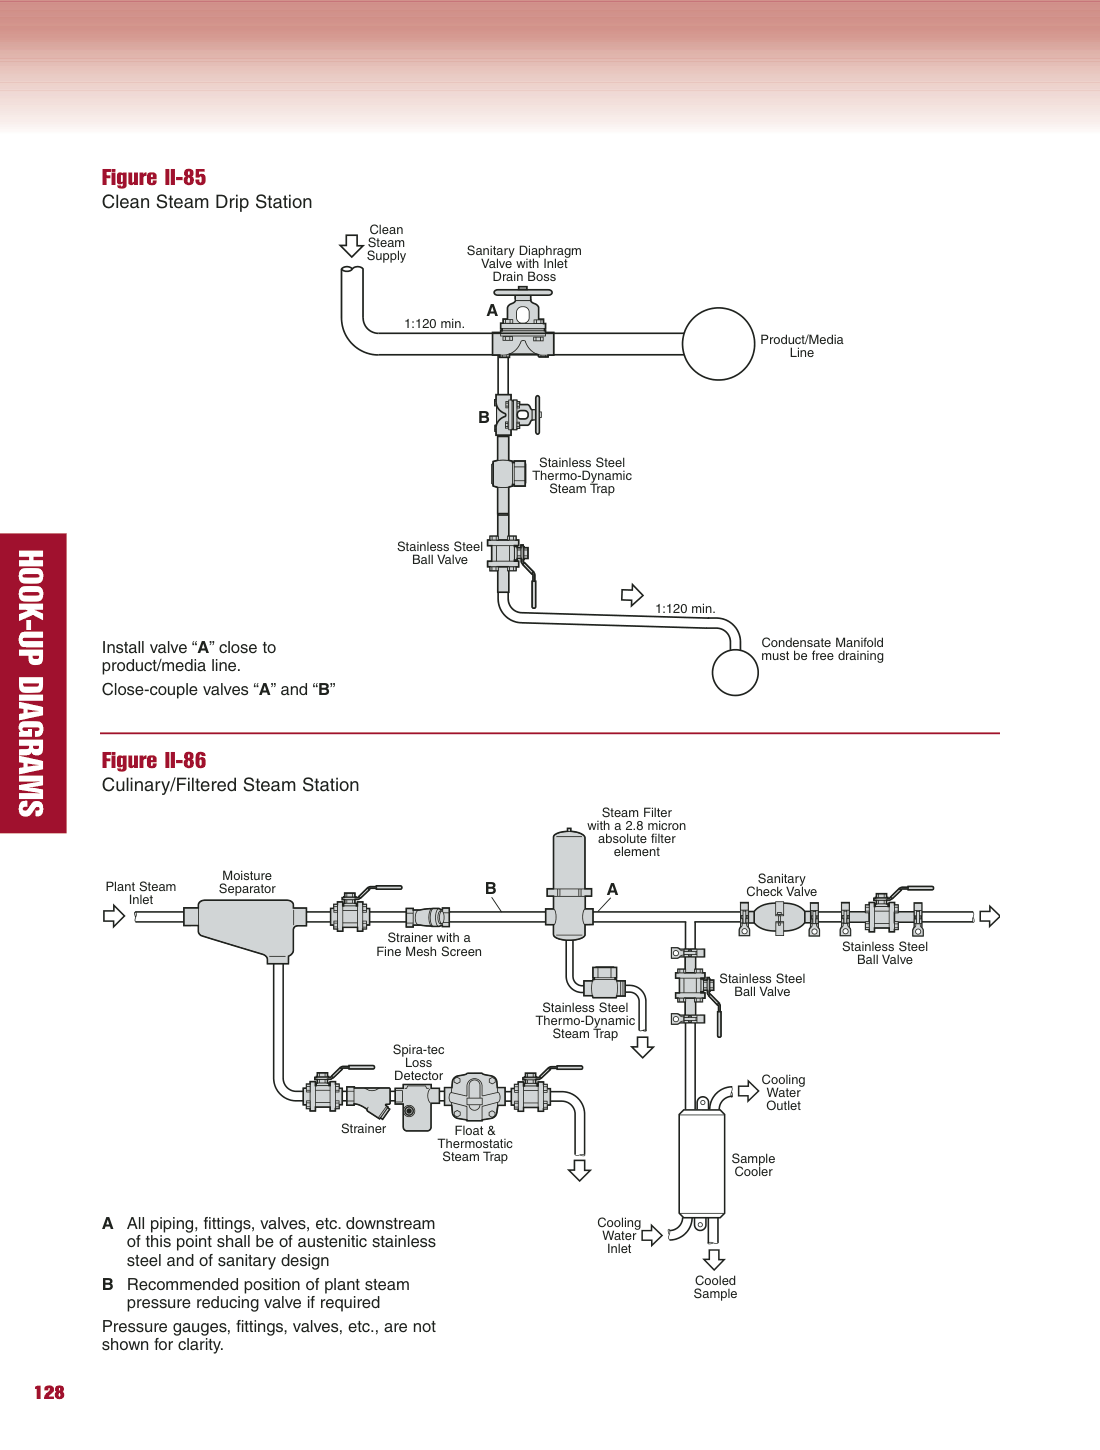 Figure II-85
Clean Steam Drip Station
Clean
Steam
Supply
Sanitary Diaphragm
Valve with Inlet
Drain Boss
A
1:120 min.
Product/Media
Line
B
Stainless Steel
Thermo-Dynamic
Steam Trap
Stainless Steel
Ball Valve
1:120 min.
Condensate Manifold
must be free draining
Install valve “A” close to
product/media line.
Close-couple valves “A” and “B”
HOOK-UP DIAGRAMS
Figure II-86
Culinary/Filtered Steam Station
Steam Filter
with a 2.8 micron
absolute filter
element
Plant Steam
Inlet
Moisture
Separator
B
A
Sanitary
Check Valve
Strainer with a
Fine Mesh Screen
Stainless Steel
Ball Valve
Stainless Steel
Ball Valve
Stainless Steel
Thermo-Dynamic
Steam Trap
Spira-tec
Loss
Detector
Cooling
Water
Outlet
Strainer
Float &
Thermostatic
Steam Trap
Sample
Cooler
Cooling
Water
Inlet
Cooled
Sample
A All piping, fittings, valves, etc. downstream
of this point shall be of austenitic stainless
steel and of sanitary design
B Recommended position of plant steam
pressure reducing valve if required
Pressure gauges, fittings, valves, etc., are not
shown for clarity.
128